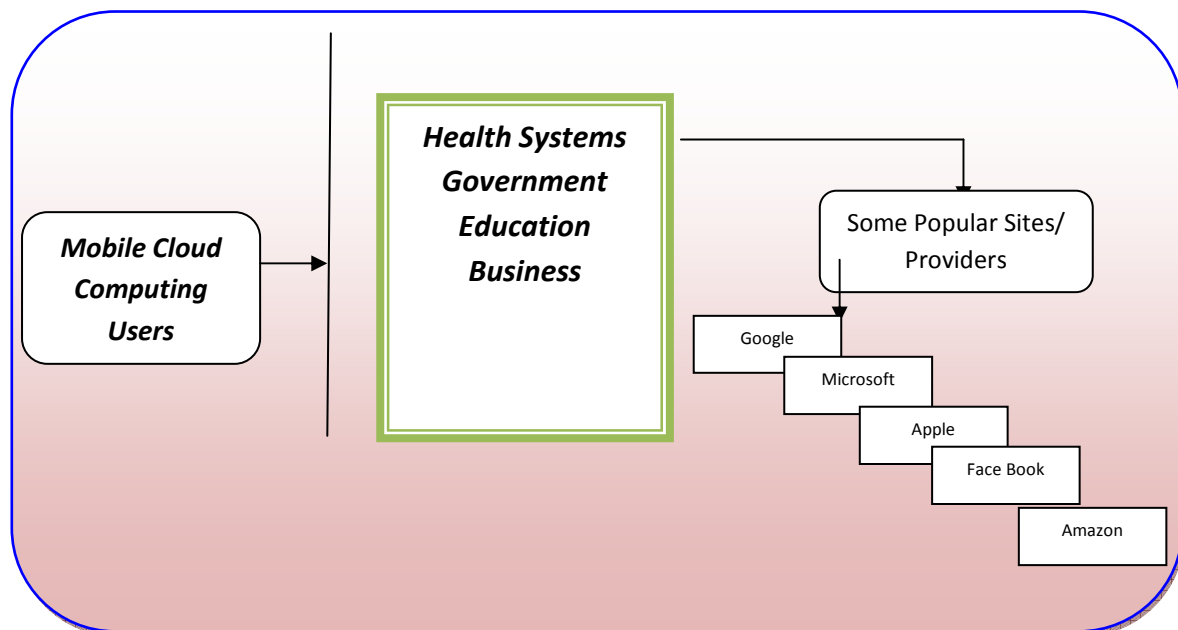 Mobile Cloud
Computing
Users
Health Systems
Government
Education
Business
Some Popular Sites/
Providers
Google
Microsoft
Apple
Face Book
Amazon